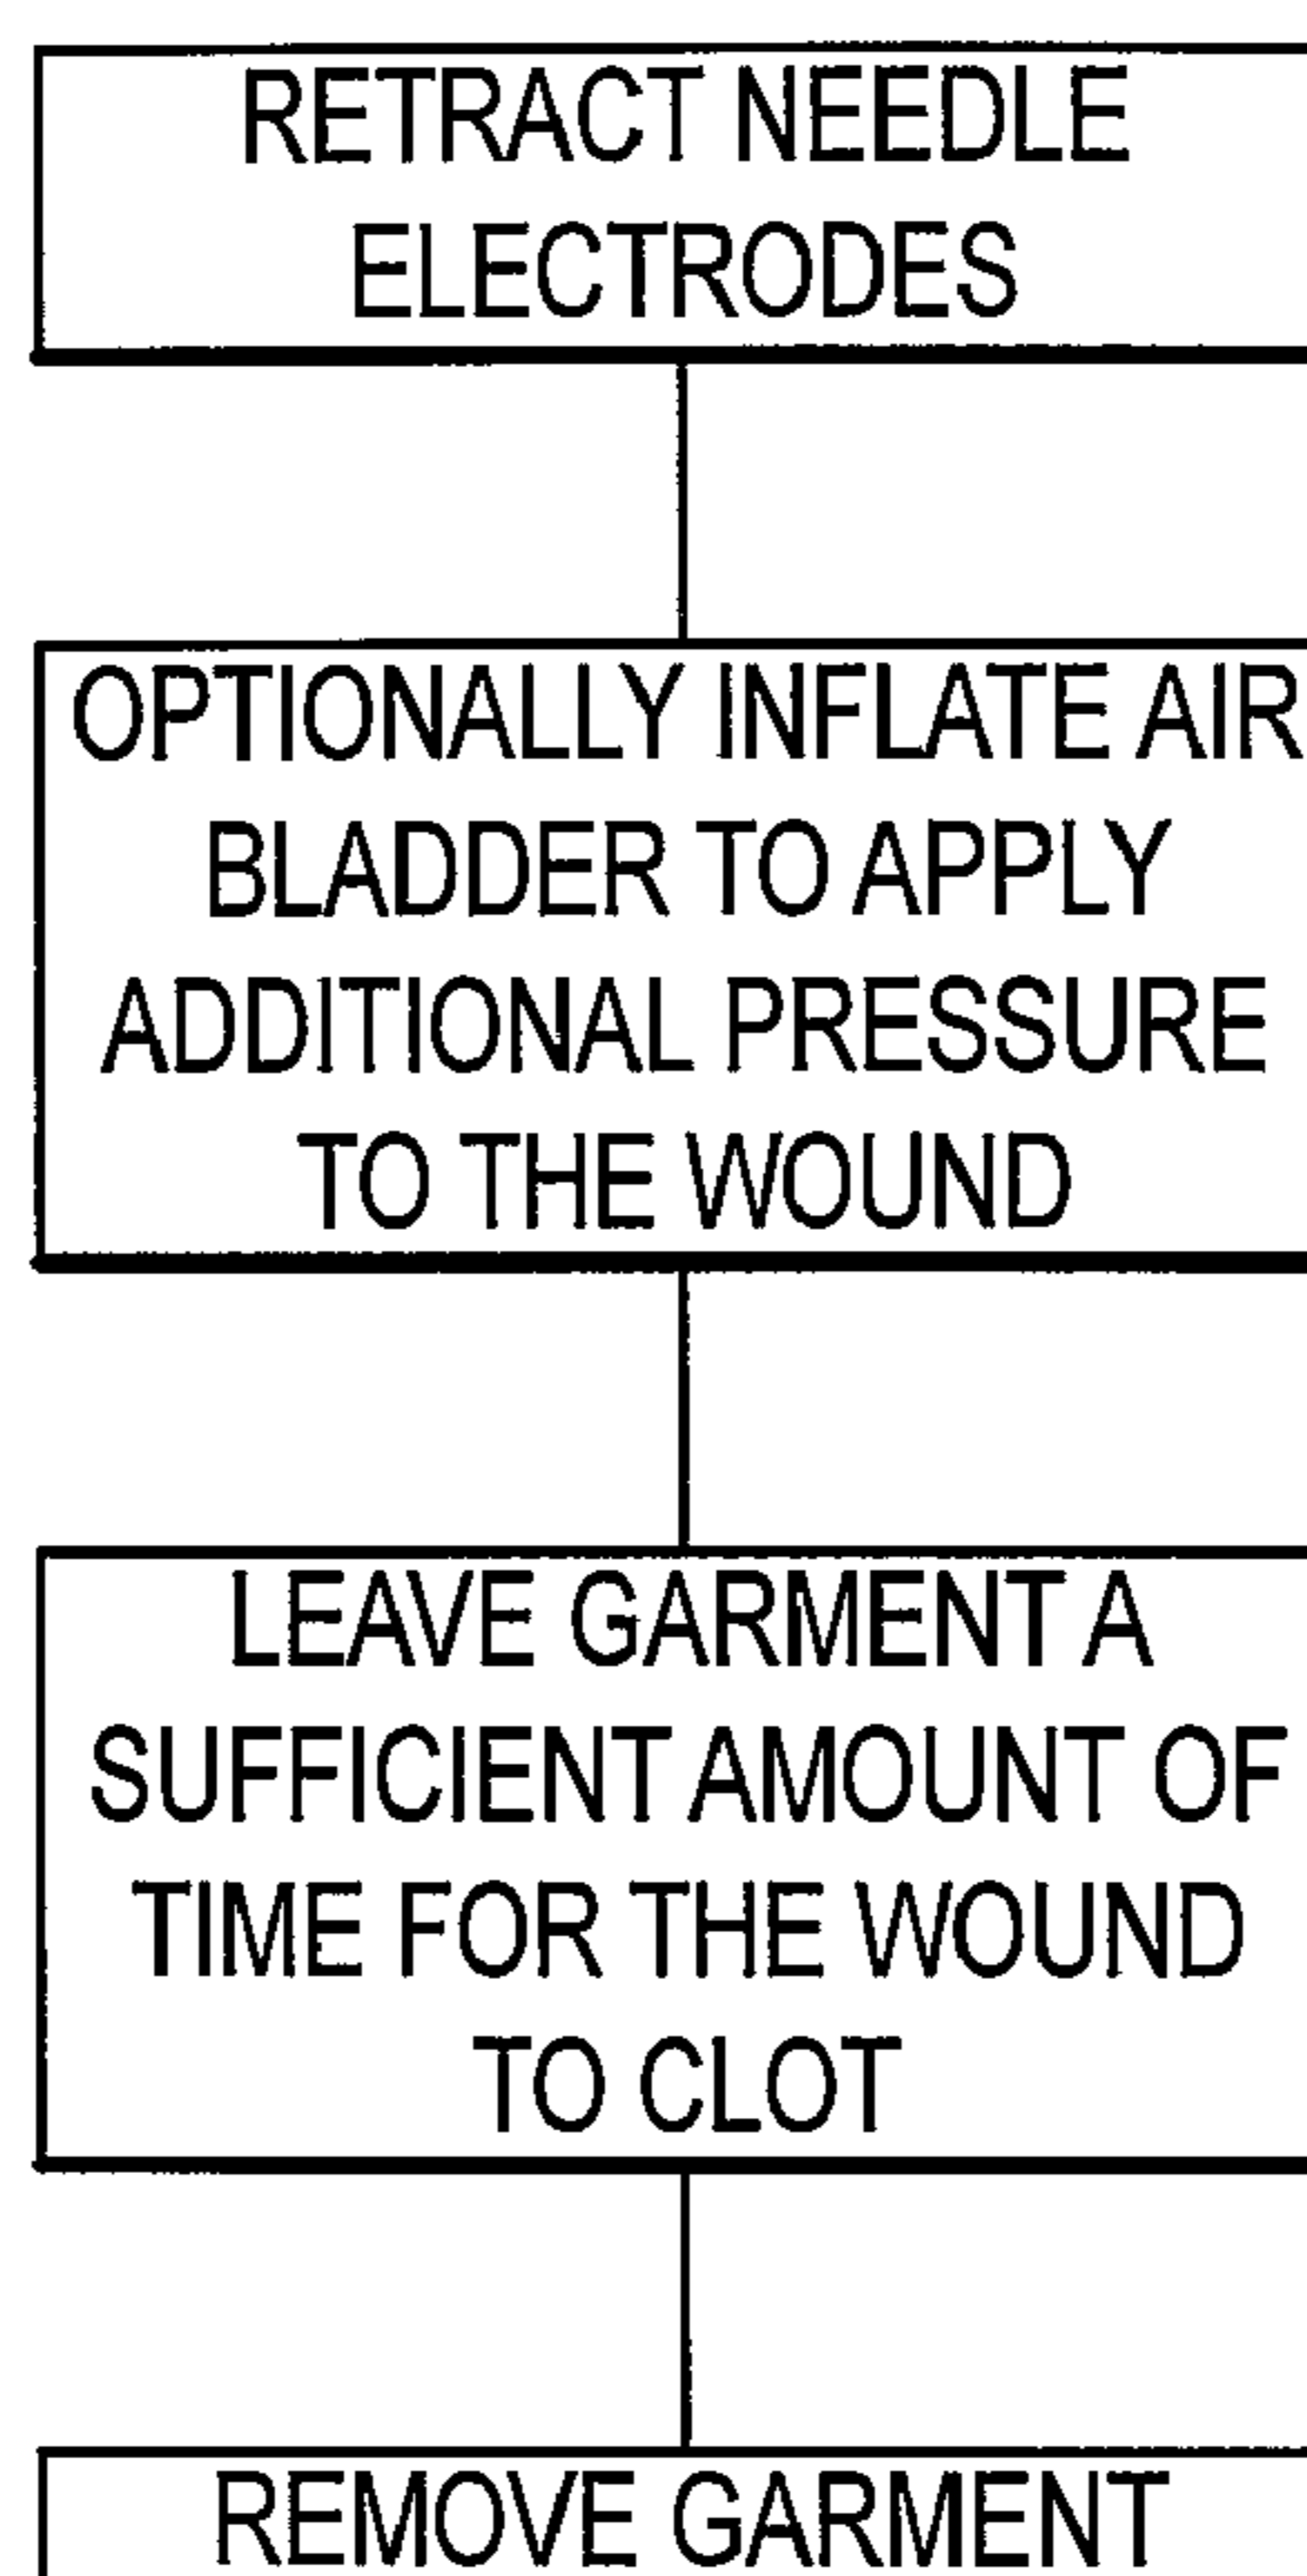 RETRACT NEEDLE
ELECTRODES
OPTIONALLY INFLATE AIR
BLADDER TO APPLY
ADDITIONAL PRESSURE
TO THE WOUND
LEAVE GARMENT A
SUFFICIENT AMOUNT OF
TIME FOR THE WOUND
TO CLOT
REMOVE GARMENT